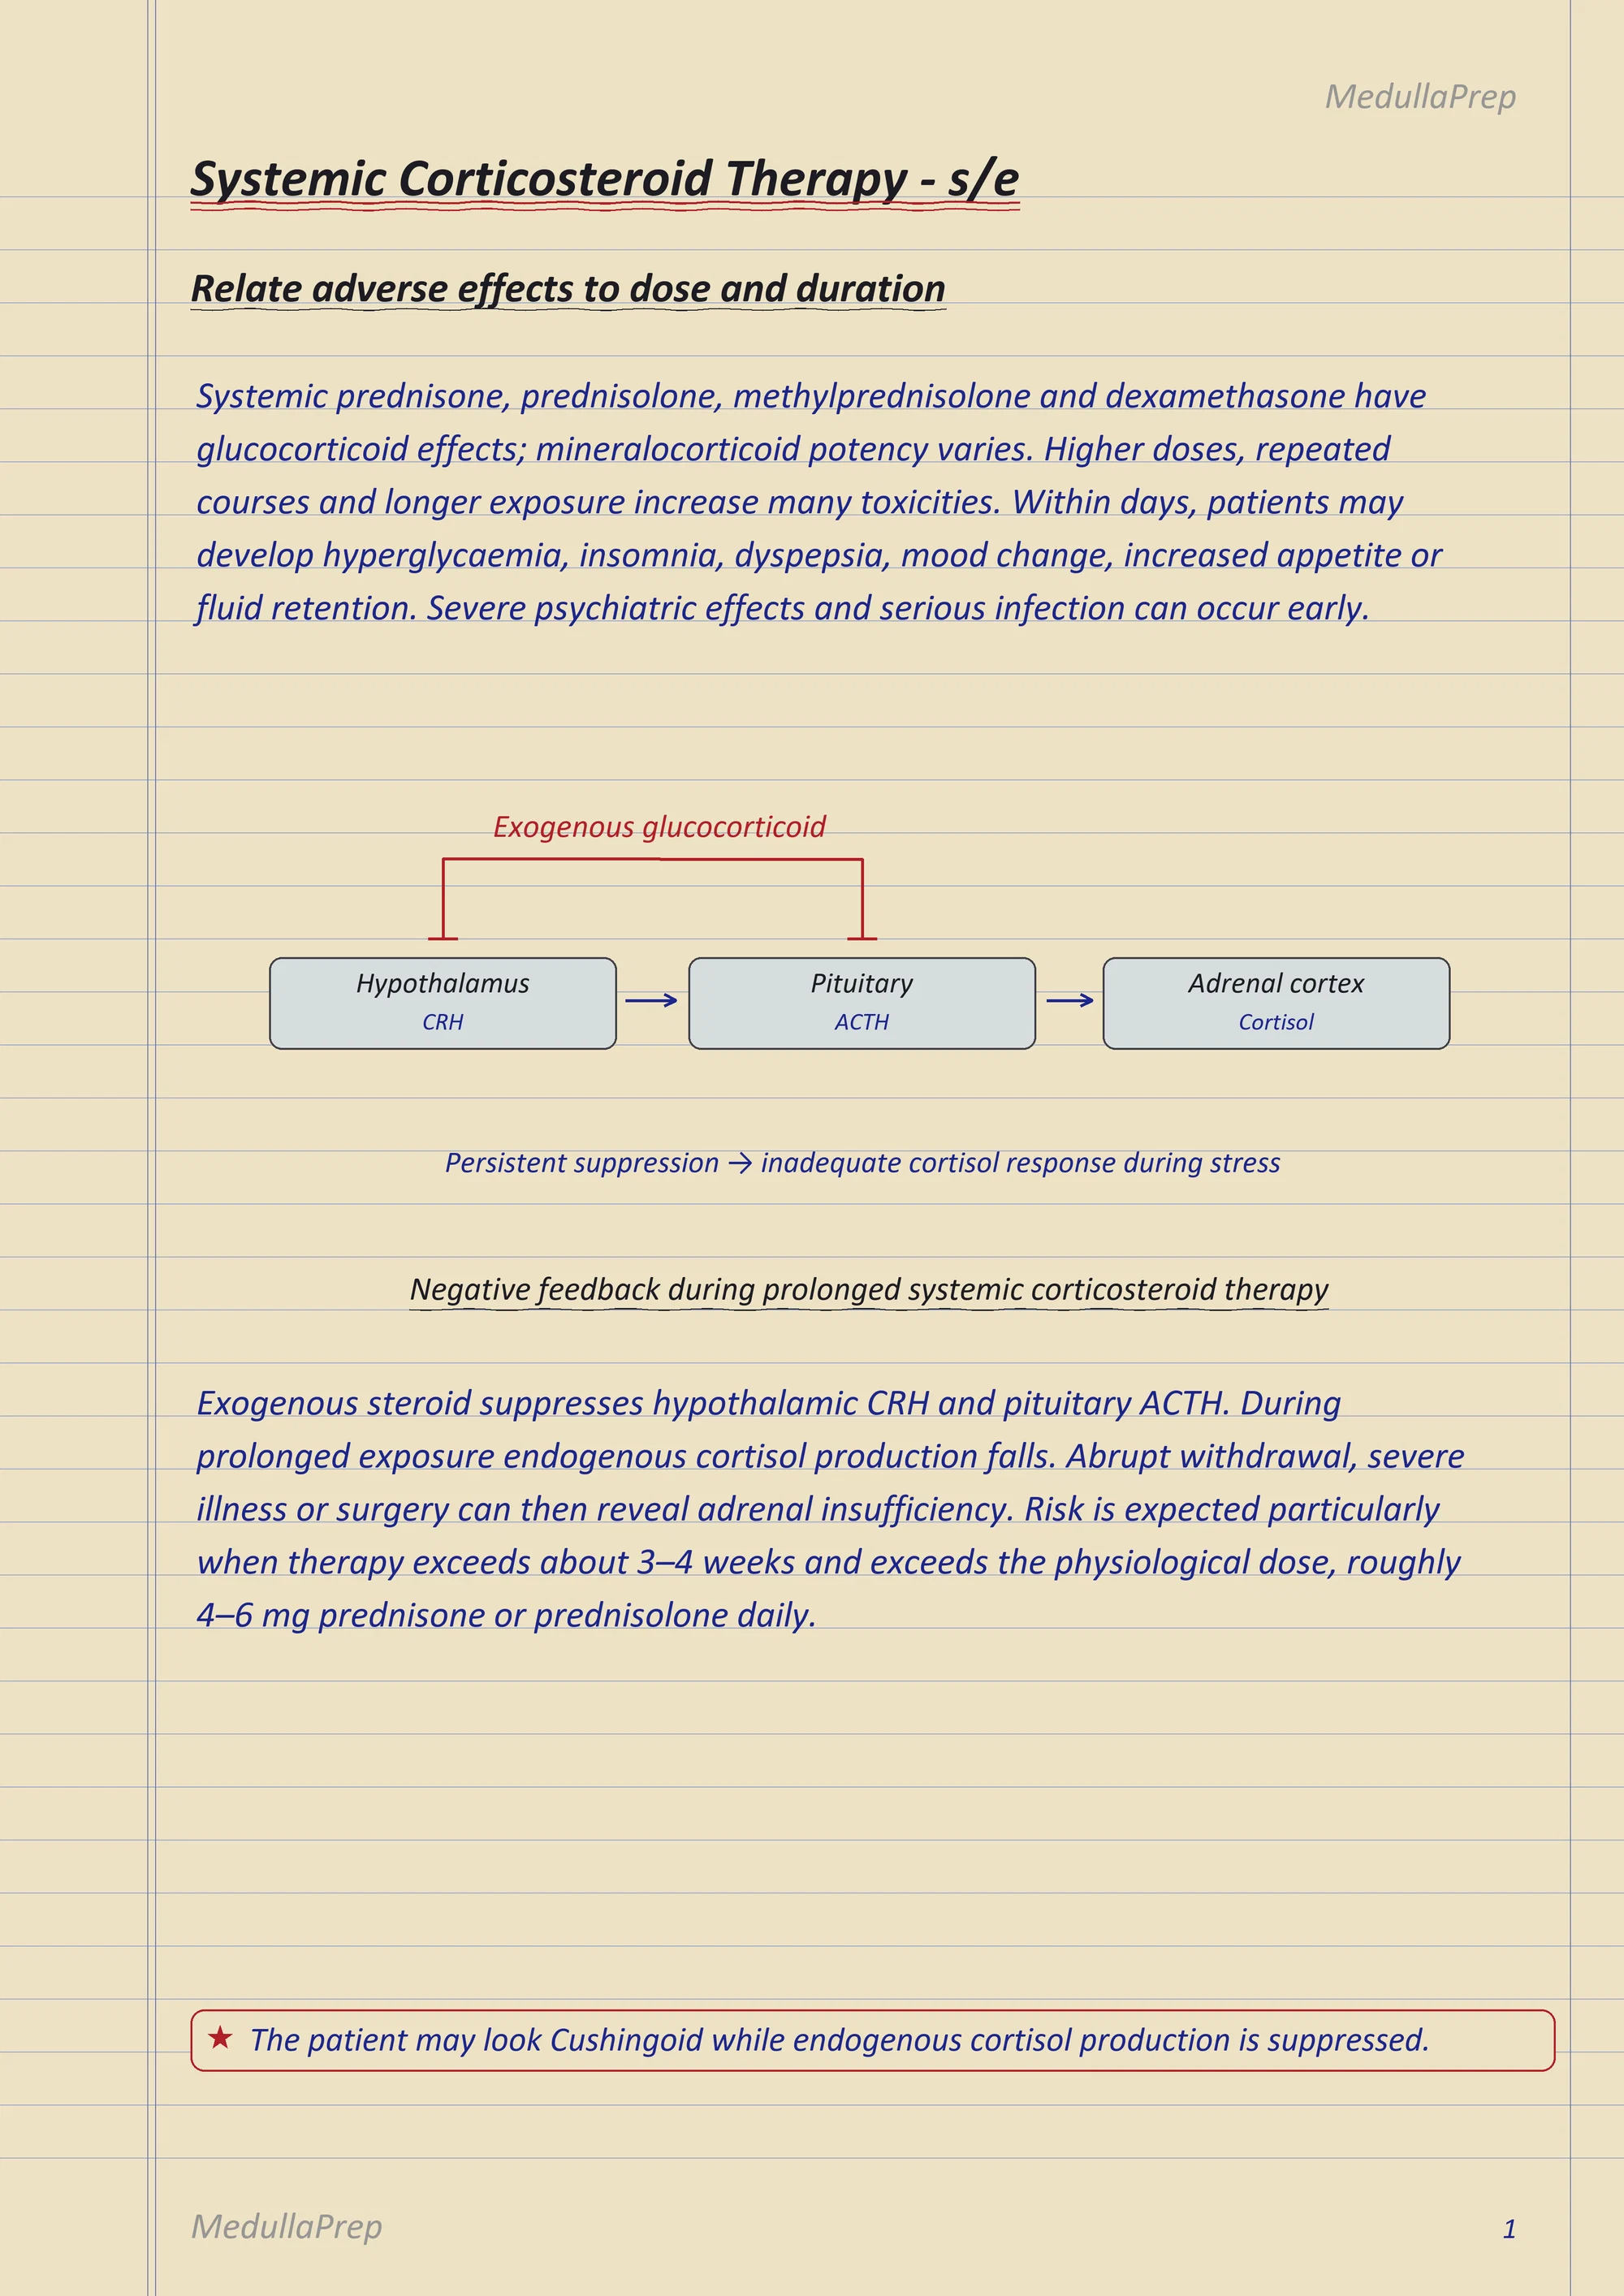 MedullaPrep
Systemic Corticosteroid Therapy - s/e
Relate adverse effects to dose and duration
Systemic prednisone, prednisolone, methylprednisolone and dexamethasone have
glucocorticoid effects; mineralocorticoid potency varies. Higher doses, repeated
courses and longer exposure increase many toxicities. Within days, patients may
develop hyperglycaemia, insomnia, dyspepsia, mood change, increased appetite or
fluid retention. Severe psychiatric effects and serious infection can occur early.
Exogenous glucocorticoid
Hypothalamus
CRH
Pituitary
ACTH
Adrenal cortex
Cortisol
Persistent suppression → inadequate cortisol response during stress
Negative feedback during prolonged systemic corticosteroid therapy
Exogenous steroid suppresses hypothalamic CRH and pituitary ACTH. During
prolonged exposure endogenous cortisol production falls. Abrupt withdrawal, severe
illness or surgery can then reveal adrenal insufficiency. Risk is expected particularly
when therapy exceeds about 3–4 weeks and exceeds the physiological dose, roughly
4–6 mg prednisone or prednisolone daily.
★ The patient may look Cushingoid while endogenous cortisol production is suppressed.
MedullaPrep
1